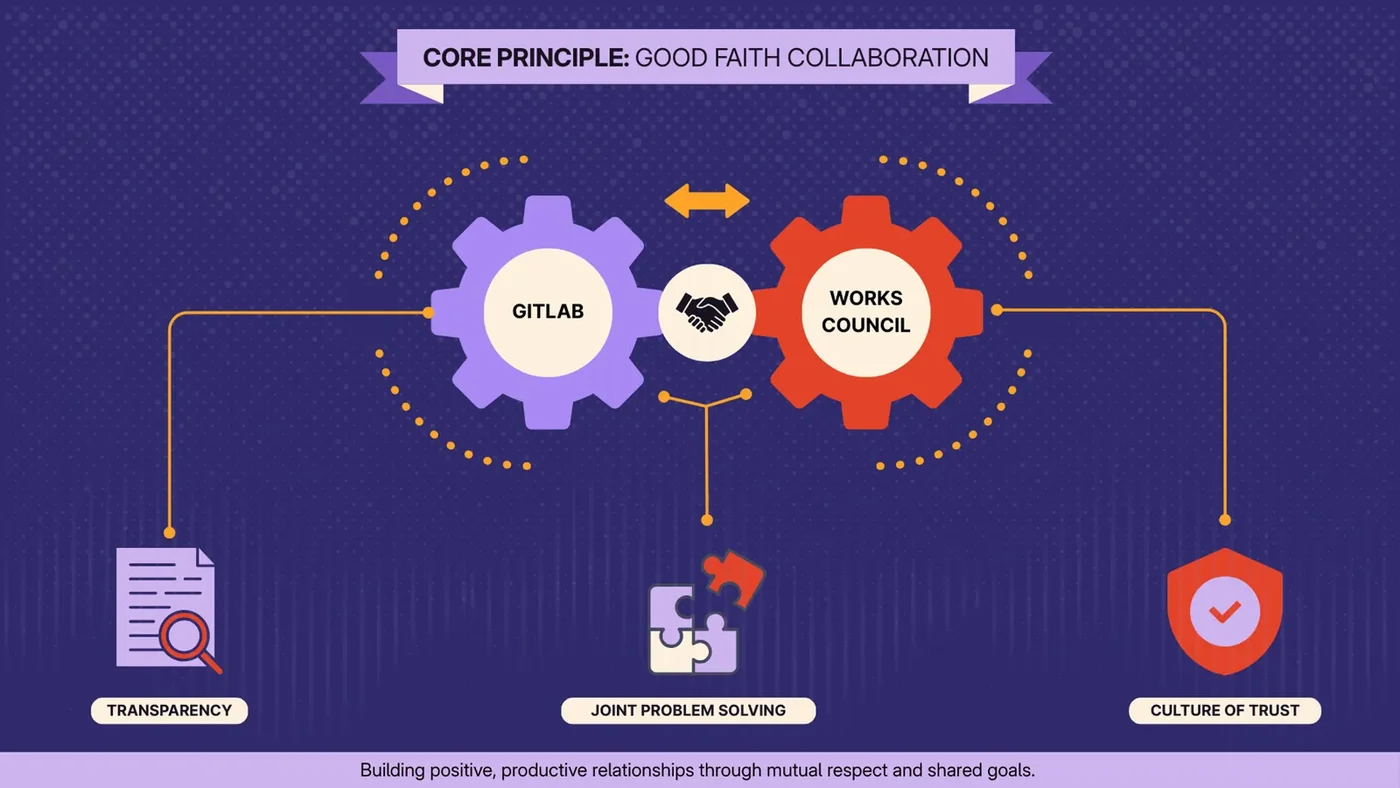 CORE PRINCIPLE: GOOD FAITH COLLABORATION
GITLAB
WORKS
COUNCIL
TRANSPARENCY
JOINT PROBLEM SOLVING
CULTURE OF TRUST
Building positive, productive relationships through mutual respect and shared goals.